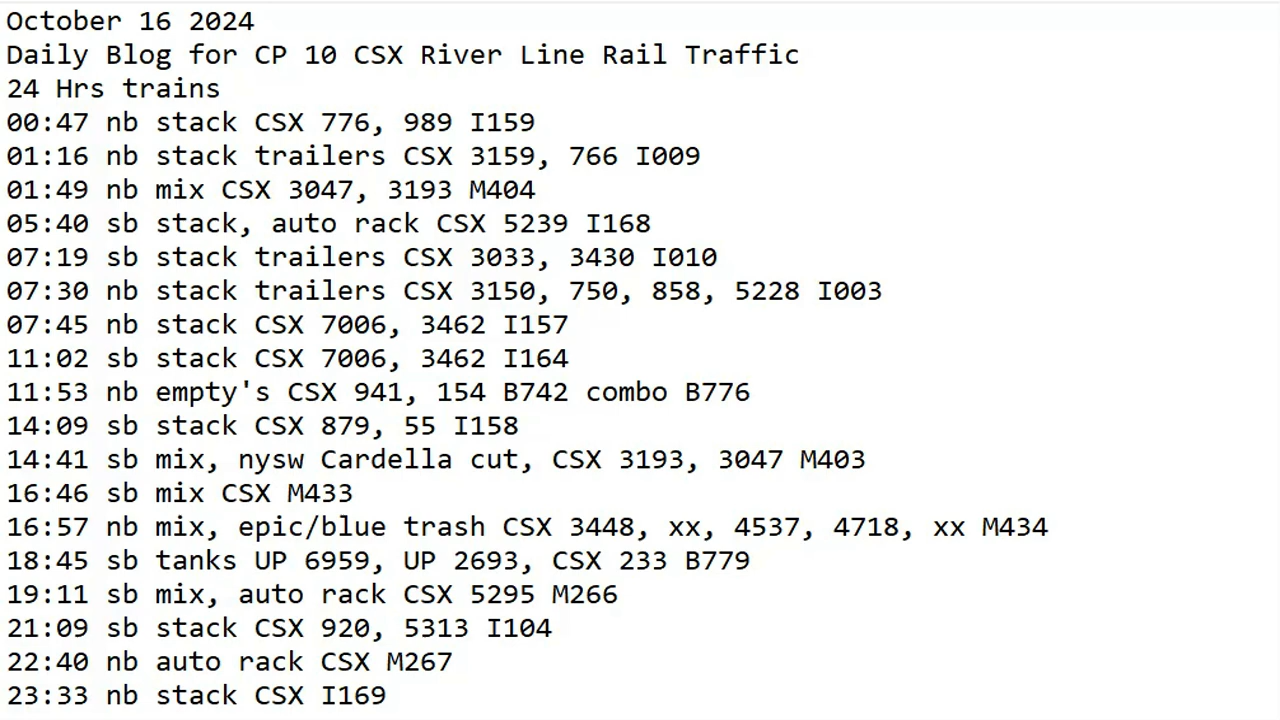 October 16 2024
Daily Blog for CP 10 CSX River Line Rail Traffic
24 Hrs trains
00:47 nb stack CSX 776, 989 I159
01:16 nb stack trailers CSX 3159, 766 I009
01:49 nb mix CSX 3047, 3193 M404
05:40 sb stack, auto rack CSX 5239 I168
07:19 sb stack trailers CSX 3033, 3430 I010
07:30 nb stack trailers CSX 3150, 750, 858, 5228 I003
07:45 nb stack CSX 7006, 3462 I157
11:02 sb stack CSX 7006, 3462 I164
11:53 nb empty's CSX 941, 154 B742 combo B776
14:09 sb stack CSX 879, 55 I158
14:41 sb mix, nysw Cardella cut, CSX 3193, 3047 M403
16:46 sb mix CSX M433
16:57 nb mix, epic/blue trash CSX 3448, xx, 4537, 4718, xx M434
18:45 sb tanks UP 6959, UP 2693, CSX 233 B779
19:11 sb mix, auto rack CSX 5295 M266
21:09 sb stack CSX 920, 5313 I104
22:40 nb auto rack CSX M267
23:33 nb stack CSX I169